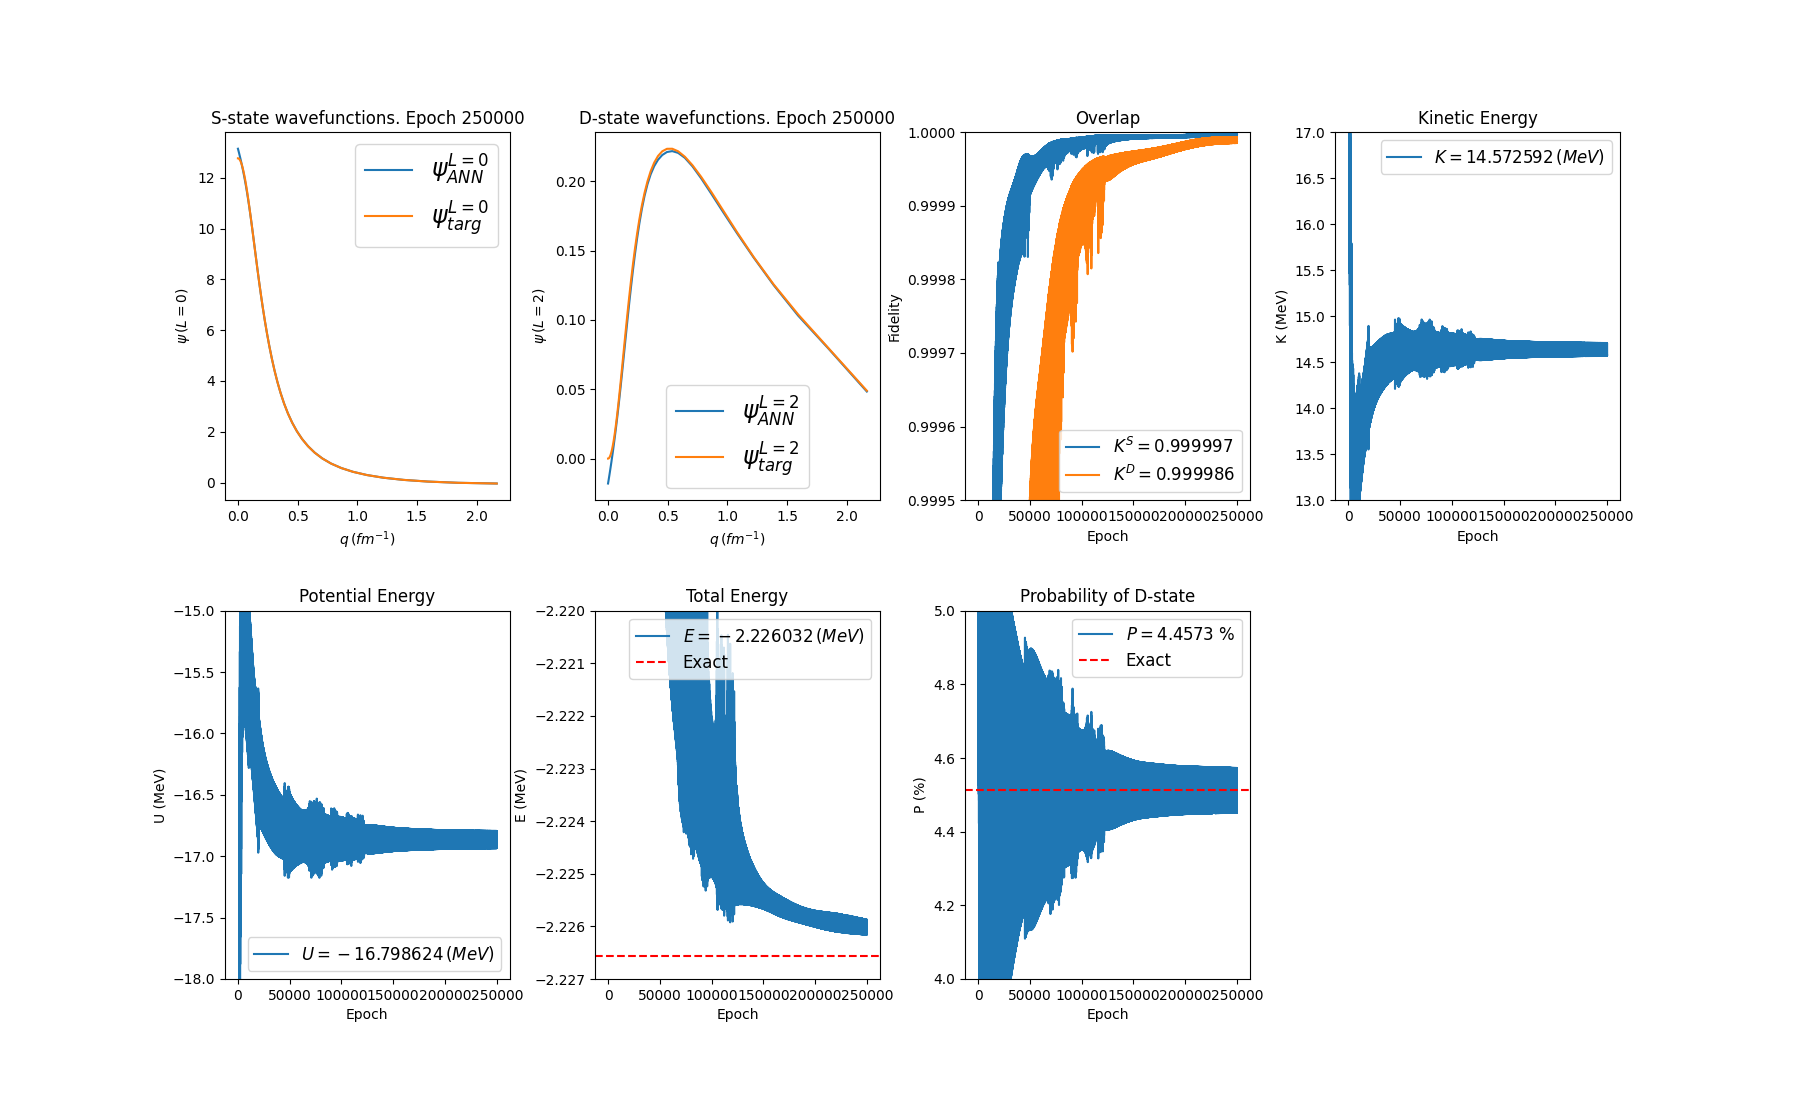 S-state wavefunctions. Epoch 250000
ψ(L = 0)
12
10
8
6
4
2
0
ψ_{ANN}^{L=0}
ψ_{targ}^{L=0}
0.0 0.5 1.0 1.5 2.0
q (fm⁻¹)
D-state wavefunctions. Epoch 250000
ψ(L = 2)
0.20
0.15
0.10
0.05
0.00
ψ_{ANN}^{L=2}
ψ_{targ}^{L=2}
0.0 0.5 1.0 1.5 2.0
q (fm⁻¹)
Overlap
Fidelity
1.0000
0.9999
0.9998
0.9997
0.9996
0.9995
K^S = 0.999997
K^D = 0.999986
0 50000 100000 150000 200000 250000
Epoch
Kinetic Energy
K (MeV)
17.0
16.5
16.0
15.5
15.0
14.5
14.0
13.5
13.0
K = 14.572592 (MeV)
0 50000 100000 150000 200000 250000
Epoch
Potential Energy
U (MeV)
−15.0
−15.5
−16.0
−16.5
−17.0
−17.5
−18.0
U = −16.798624 (MeV)
0 50000 100000 150000 200000 250000
Epoch
Total Energy
E (MeV)
−2.220
−2.221
−2.222
−2.223
−2.224
−2.225
−2.226
−2.227
E = −2.226032 (MeV)
Exact
0 50000 100000 150000 200000 250000
Epoch
Probability of D-state
P (%)
5.0
4.8
4.6
4.4
4.2
4.0
P = 4.4573 %
Exact
0 50000 100000 150000 200000 250000
Epoch